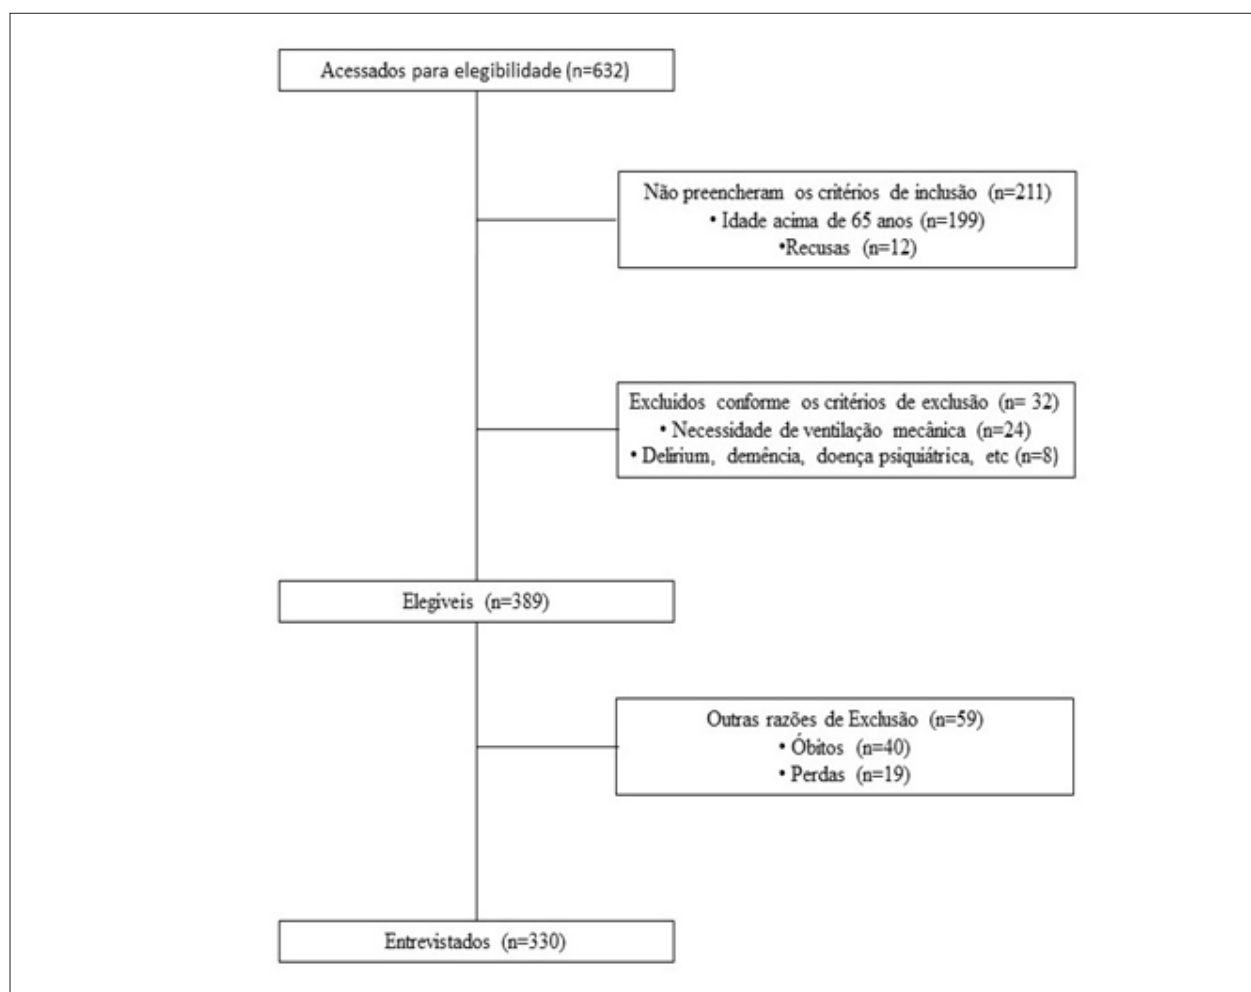 Acessados para elegibilidade (n=632)
Não preencheram os critérios de inclusão (n=211)
• Idade acima de 65 anos (n=199)
•Recusas (n=12)
Excluidos conforme os critérios de exclusão (n= 32)
• Necessidade de ventilação mecânica (n=24)
• Delirium, demência, doença psiquiátrica, etc (n=8)
Elegíveis (n=389)
Outras razões de Exclusão (n=59)
• Óbitos (n=40)
• Perdas (n=19)
Entrevistados (n=330)